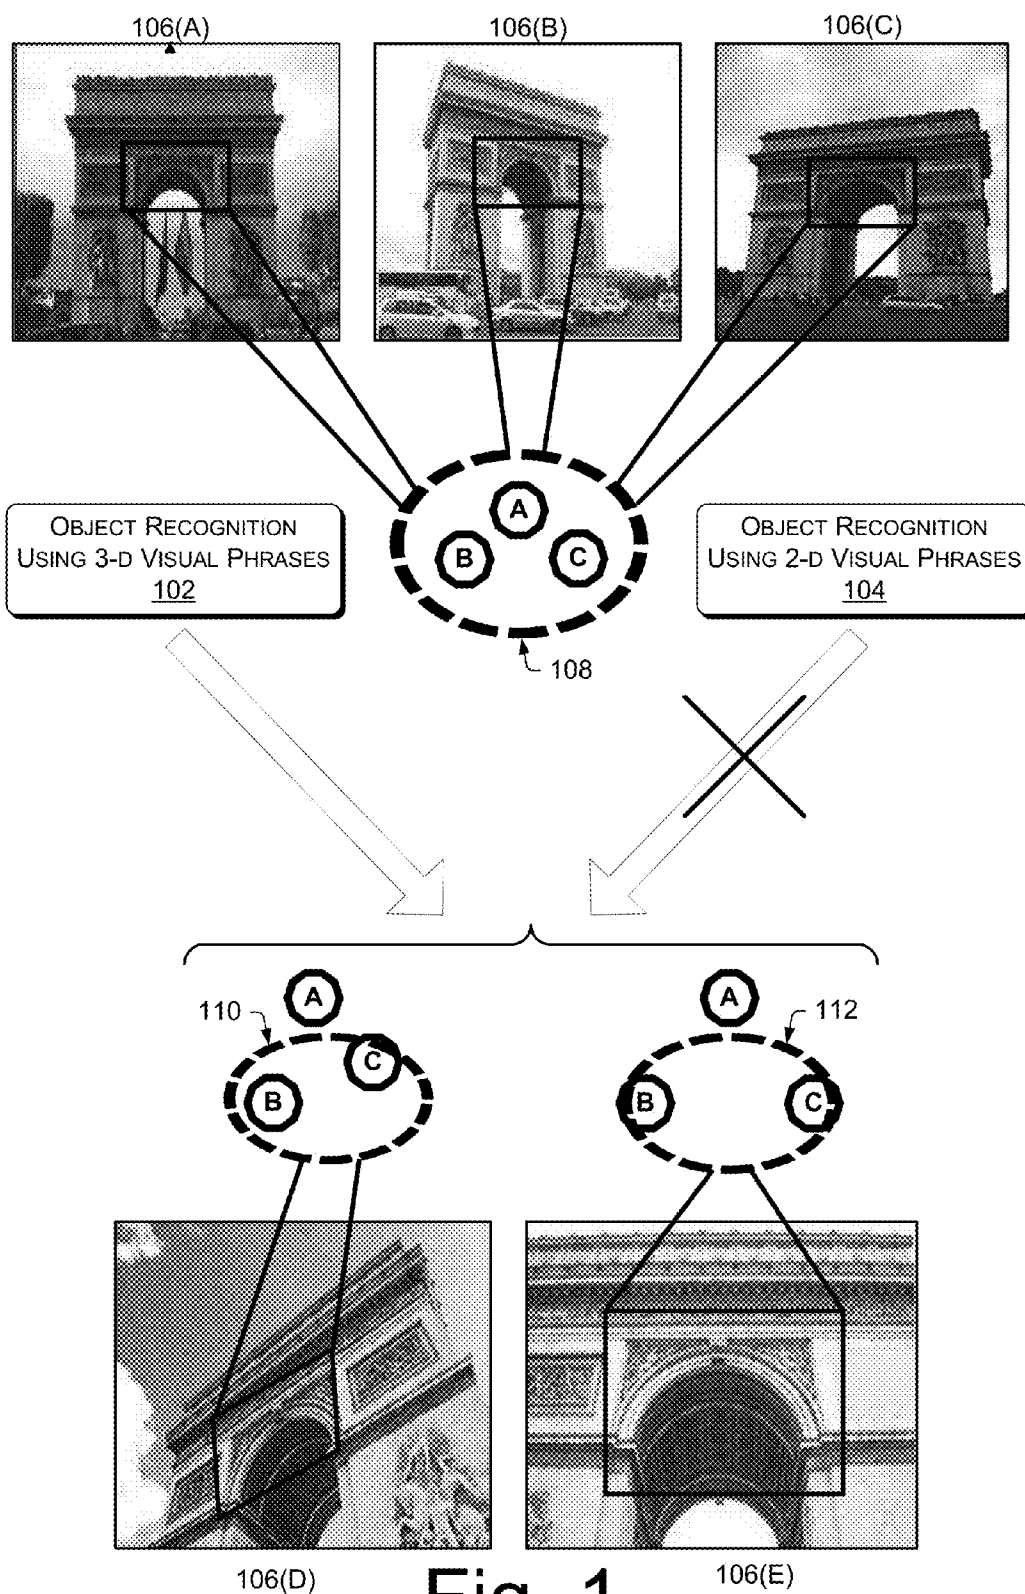 106(A)
106(B)
106(C)
A
B
C
OBJECT RECOGNITION
USING 3-D VISUAL PHRASES
102
OBJECT RECOGNITION
USING 2-D VISUAL PHRASES
104
108
A
110
C
B
A
112
B
C
106(D)
106(E)
Fig. 1